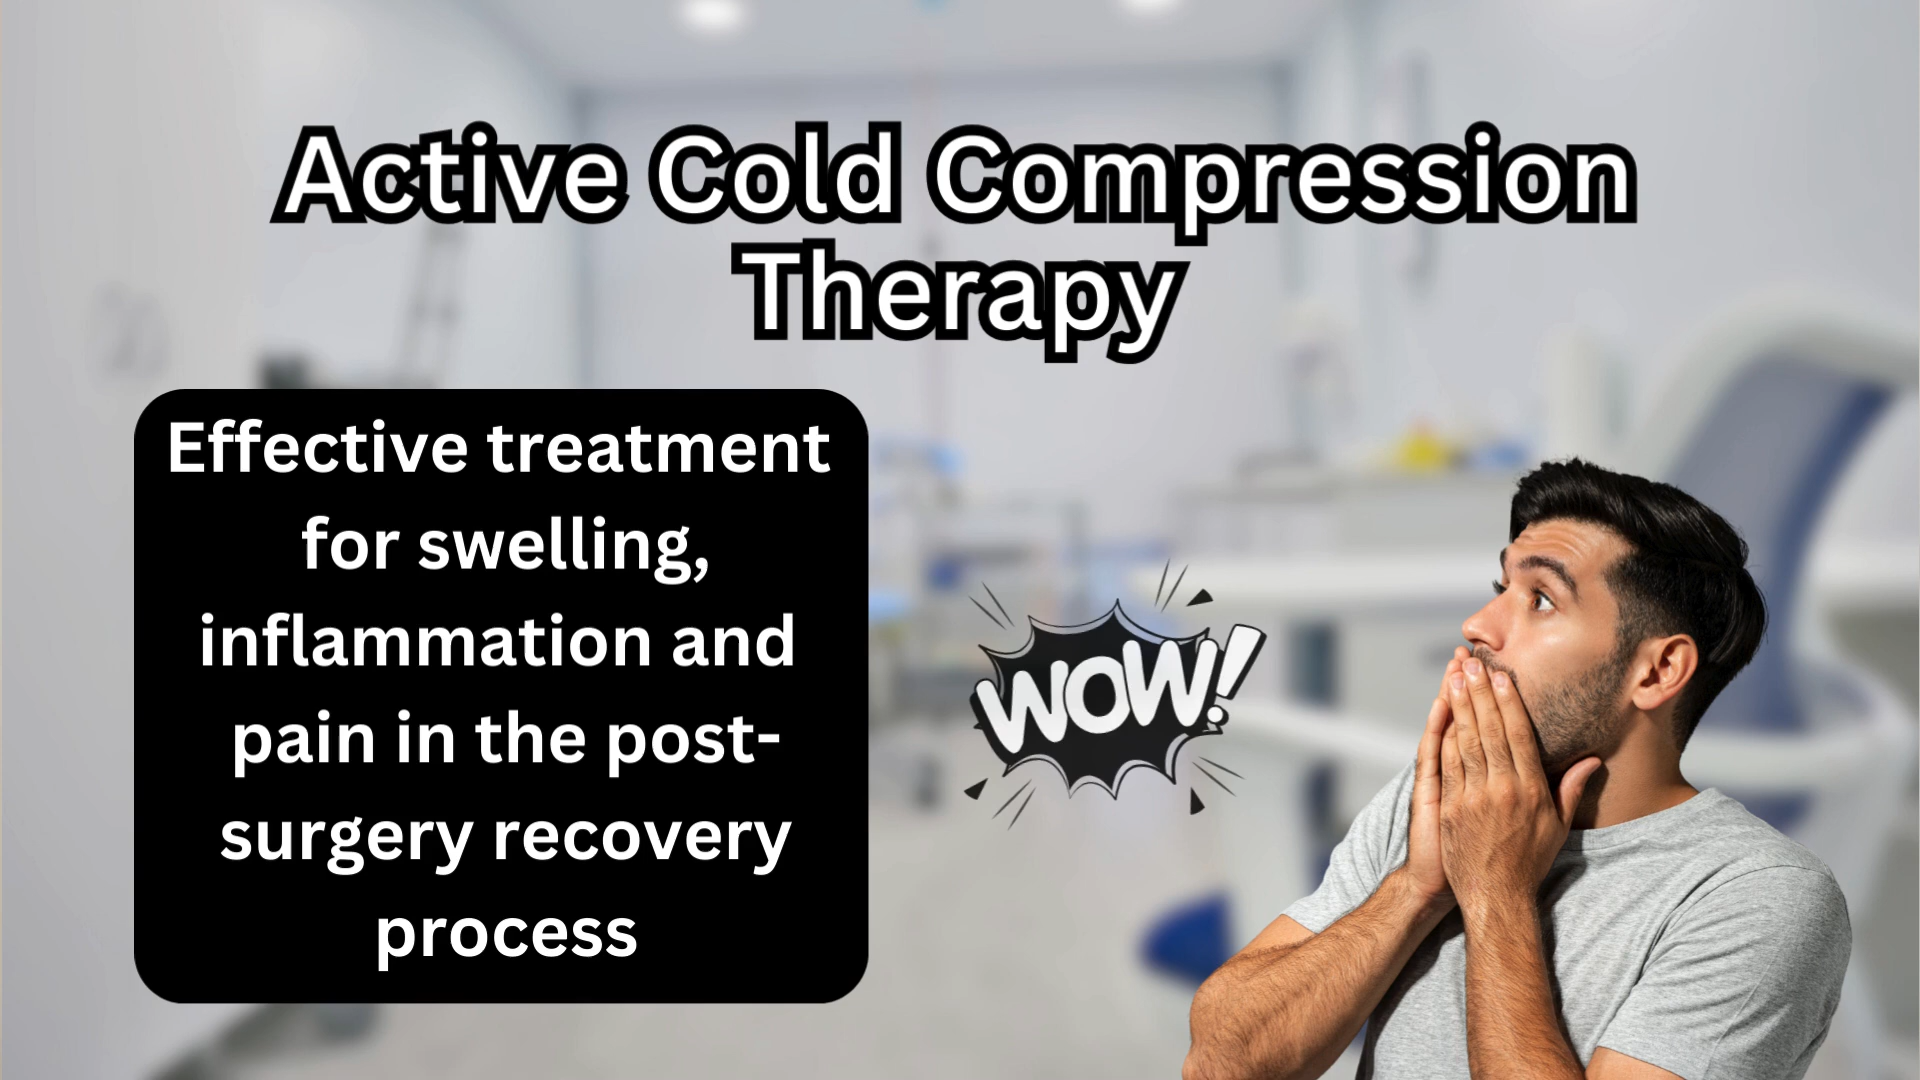 Active Cold Compression
Therapy
Effective treatment
for swelling,
inflammation and
pain in the post-
surgery recovery
process
WOW!